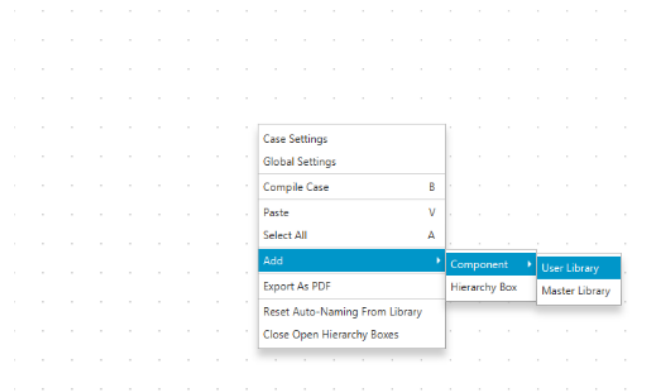 Case Settings
Global Settings
Compile Case B
Paste V
Select All A
Add
Export As PDF
Reset Auto-Naming From Library
Close Open Hierarchy Boxes
Component
Hierarchy Box
User Library
Master Library